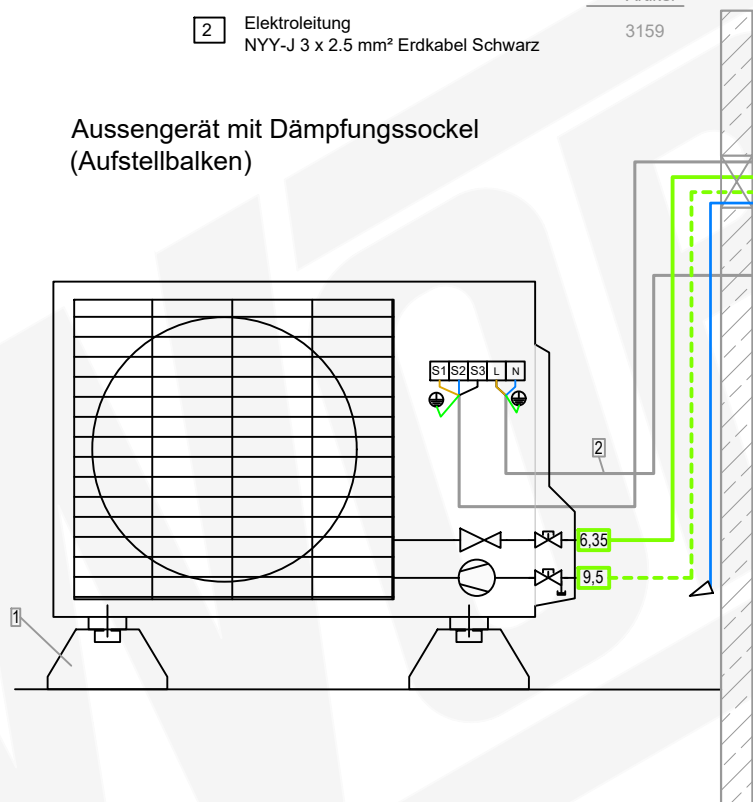 2 Elektroleitung
NYY-J 3 x 2.5 mm² Erdkabel Schwarz
3159
Aussengerät mit Dämpfungssockel
(Aufstellbalken)
S1 S2 S3 L N
2
6,35
9,5
1